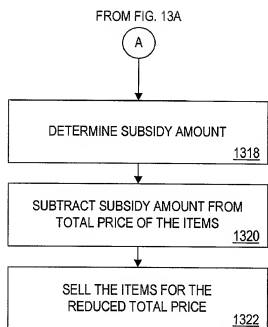 FROM FIG. 13A
A
DETERMINE SUBSIDY AMOUNT
1318
SUBTRACT SUBSIDY AMOUNT FROM
TOTAL PRICE OF THE ITEMS
1320
SELL THE ITEMS FOR THE
REDUCED TOTAL PRICE
1322